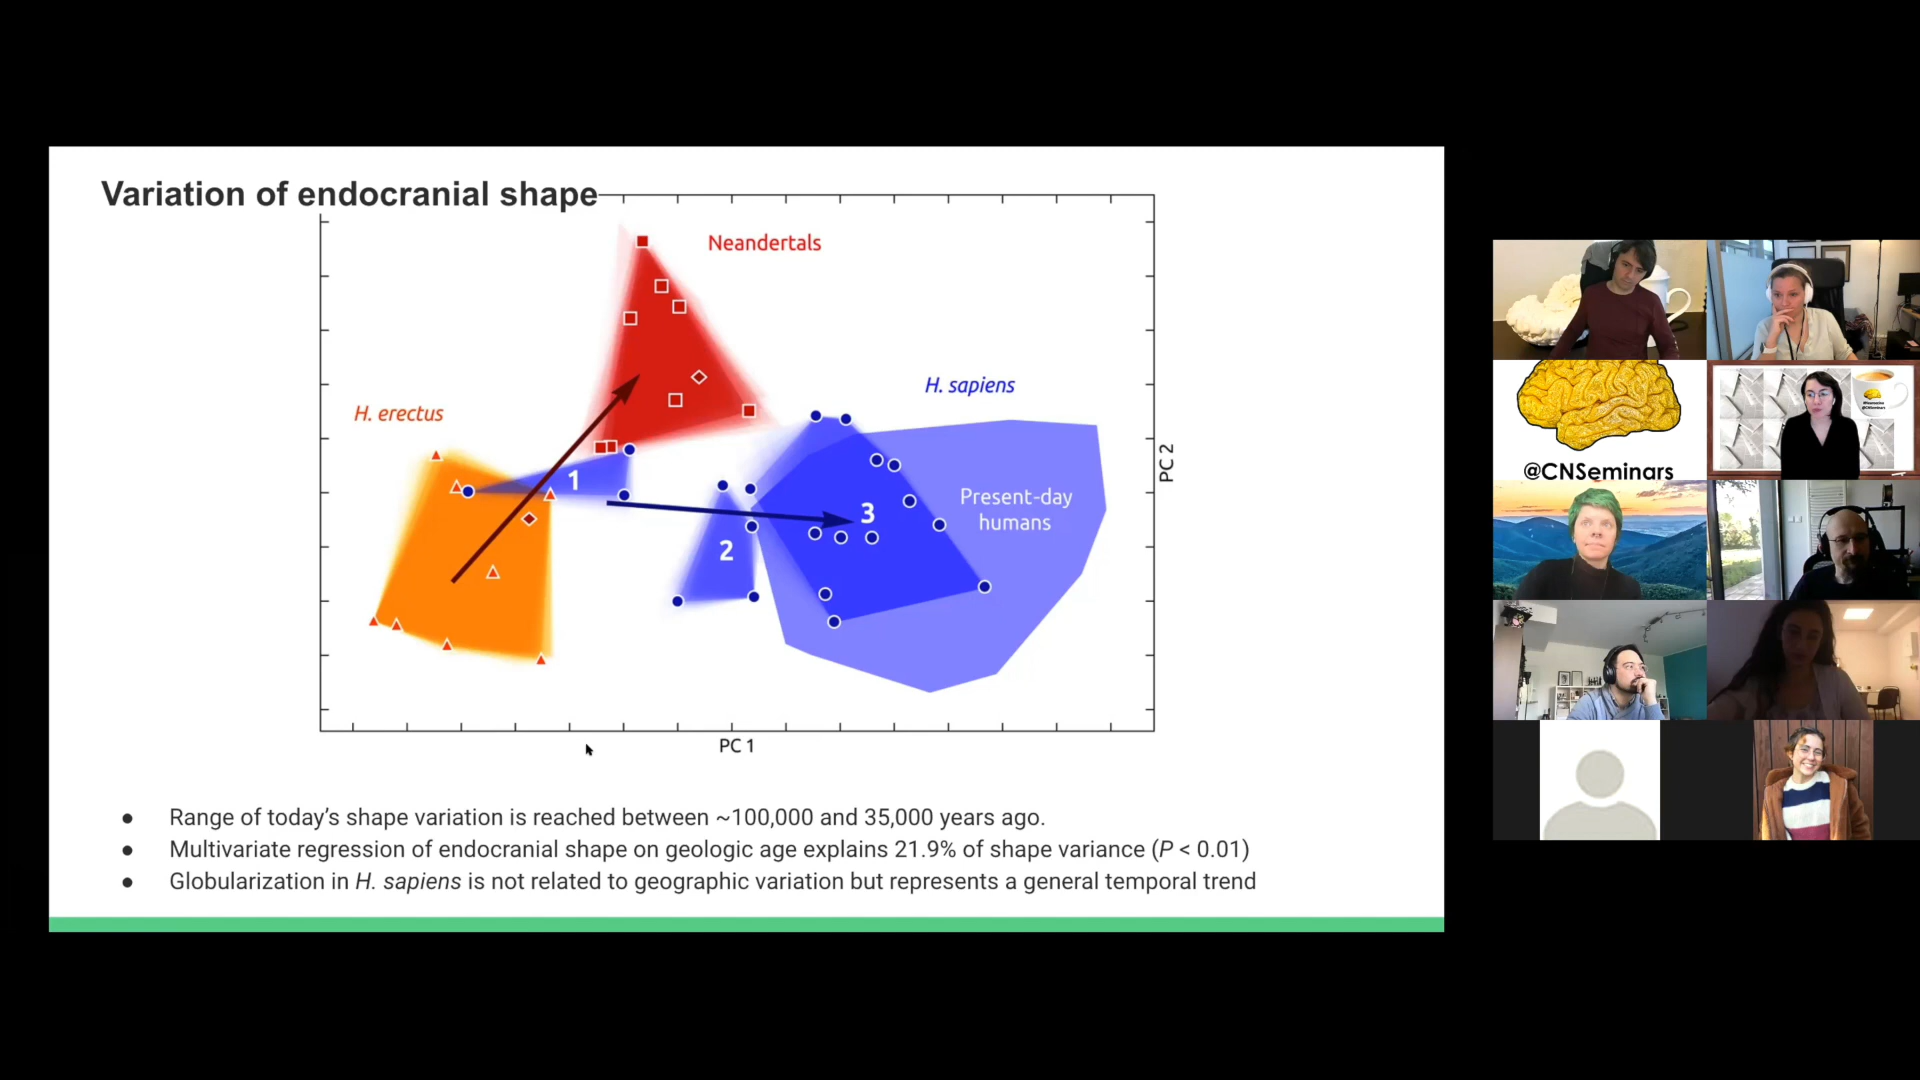 Variation of endocranial shape
Neandertals
H. sapiens
H. erectus
PC 2
1
Present-day
humans
3
2
PC 1
● Range of today’s shape variation is reached between ~100,000 and 35,000 years ago.
● Multivariate regression of endocranial shape on geologic age explains 21.9% of shape variance (P < 0.01)
● Globularization in H. sapiens is not related to geographic variation but represents a general temporal trend
@CNSeminars